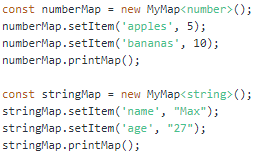 const numberMap = new MyMap<number>();
numberMap.setItem('apples', 5);
numberMap.setItem('bananas', 10);
numberMap.printMap();

const stringMap = new MyMap<string>();
stringMap.setItem('name', "Max");
stringMap.setItem('age', "27");
stringMap.printMap();